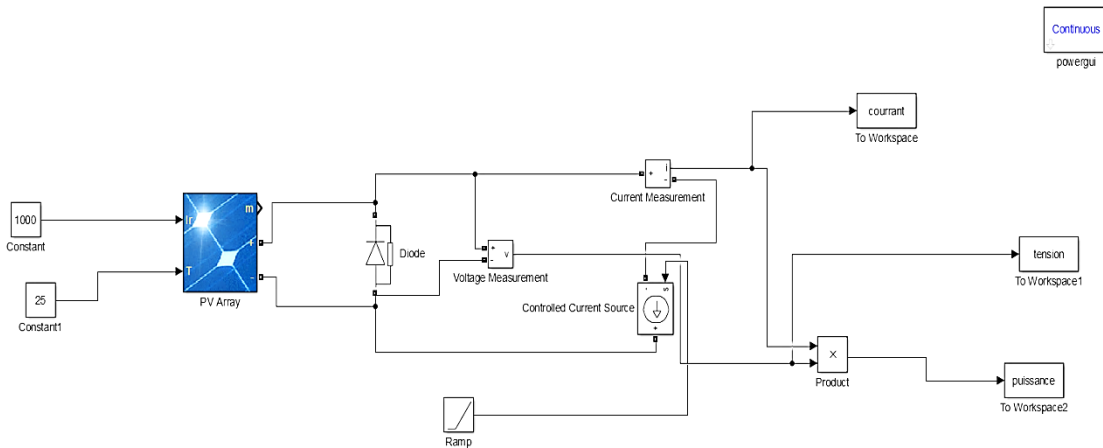 Continuous
powergui
courrant
To Workspace
i
+
-
Current Measurement
m
Ir
1000
Constant
+
Diode
T
-
PV Array
25
Constant1
+
-
v
Voltage Measurement
tension
To Workspace1
-
s
Controlled Current Source
+
X
Product
puissance
To Workspace2
Ramp